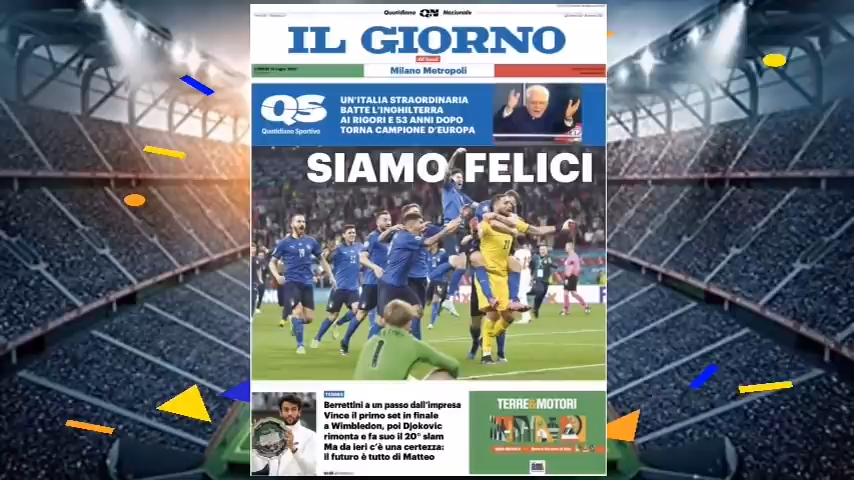 Quotidiano QN Nazionale
IL GIORNO
Milano Metropoli
QS
Quotidiano Sportivo
UN'ITALIA STRAORDINARIA
BATTE L'INGHILTERRA
AI RIGORI E 53 ANNI DOPO
TORNA CAMPIONE D'EUROPA
SIAMO FELICI
TENNIS
Berrettini a un passo dall'impresa
Vince il primo set in finale
a Wimbledon, poi Djokovic
rimonta e fa suo il 20° slam
Ma da ieri c'è una certezza:
il futuro è tutto di Matteo
TERRE&MOTORI